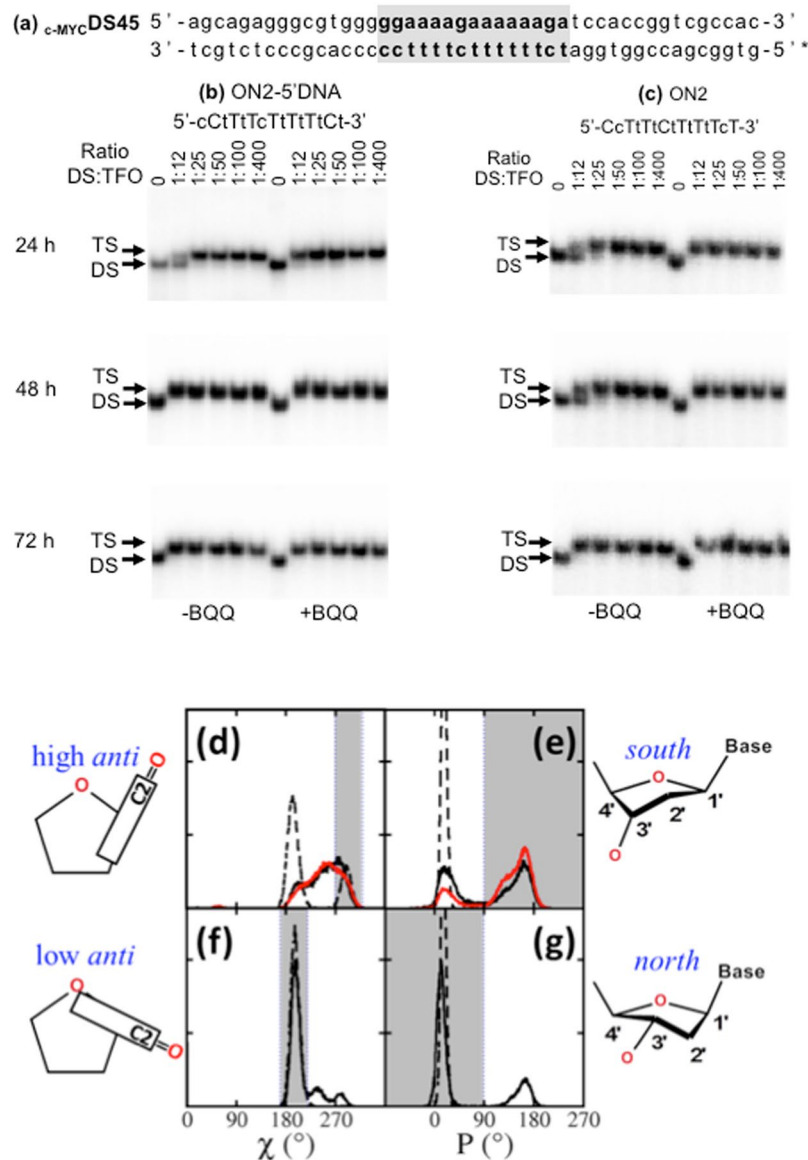 (a) c-MYCDS45 5'-agcagagggcgtgggggaaaagaaaaaagatccaccggtcgccac-3'
3'-tcgtctcccgcacccccttttcttttttctaggtggccagcggtg-5'*
(b) ON2-5'DNA
5'-cCtTtTcTtTtTtCt-3'
(c) ON2
5'-CcTtTtCtTtTtTcT-3'
Ratio DS:TFO 0 1:12 1:25 1:50 1:100 1:400 0 1:12 1:25 1:50 1:100 1:400
Ratio DS:TFO 0 1:12 1:25 1:50 1:100 1:400 0 1:12 1:25 1:50 1:100 1:400
24 h TS DS TS DS
48 h TS DS TS DS
72 h TS DS TS DS
-BQQ +BQQ -BQQ +BQQ
high anti
O C2 =O
(d)
(e)
south
Base O 4' 3' 2' 1' O
low anti
O C2 =O
(f)
(g)
north
Base O 4' 3' 2' 1' O
0 90 180 270 0 90 180 270
χ (°) P (°)